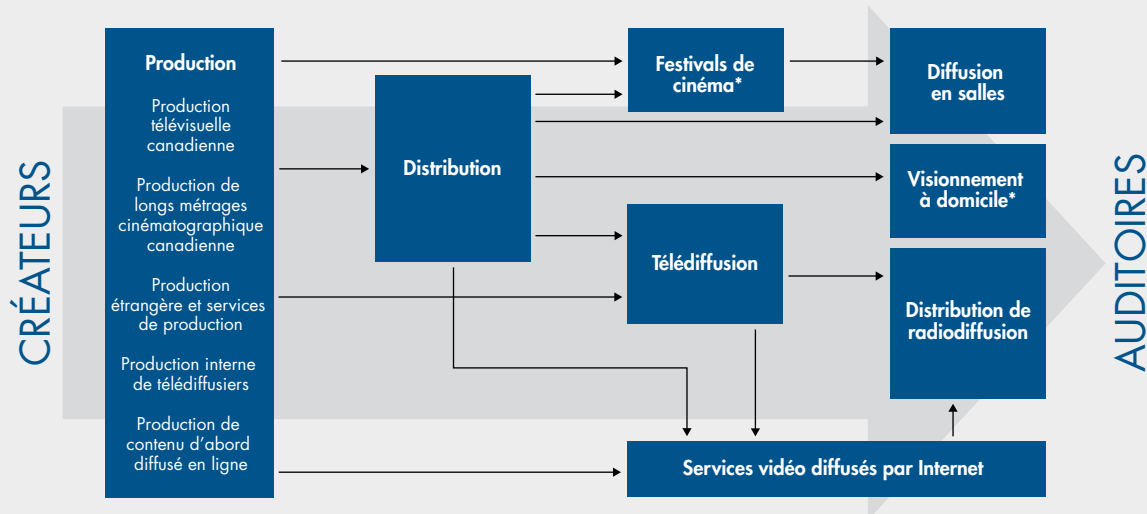 CRÉATEURS
Production
Production
télévisuelle
canadienne
Production de
longs métrages
cinématographique
canadienne
Production
étrangère et services
de production
Production interne
de télédiffusiers
Production de
contenu d'abord
diffusé en ligne
Distribution
Festivals de
cinéma*
Télédiffusion
Services vidéo diffusés par Internet
Diffusion
en salles
Visionnement
à domicile*
Distribution de
radiodiffusion
AUDITOIRES